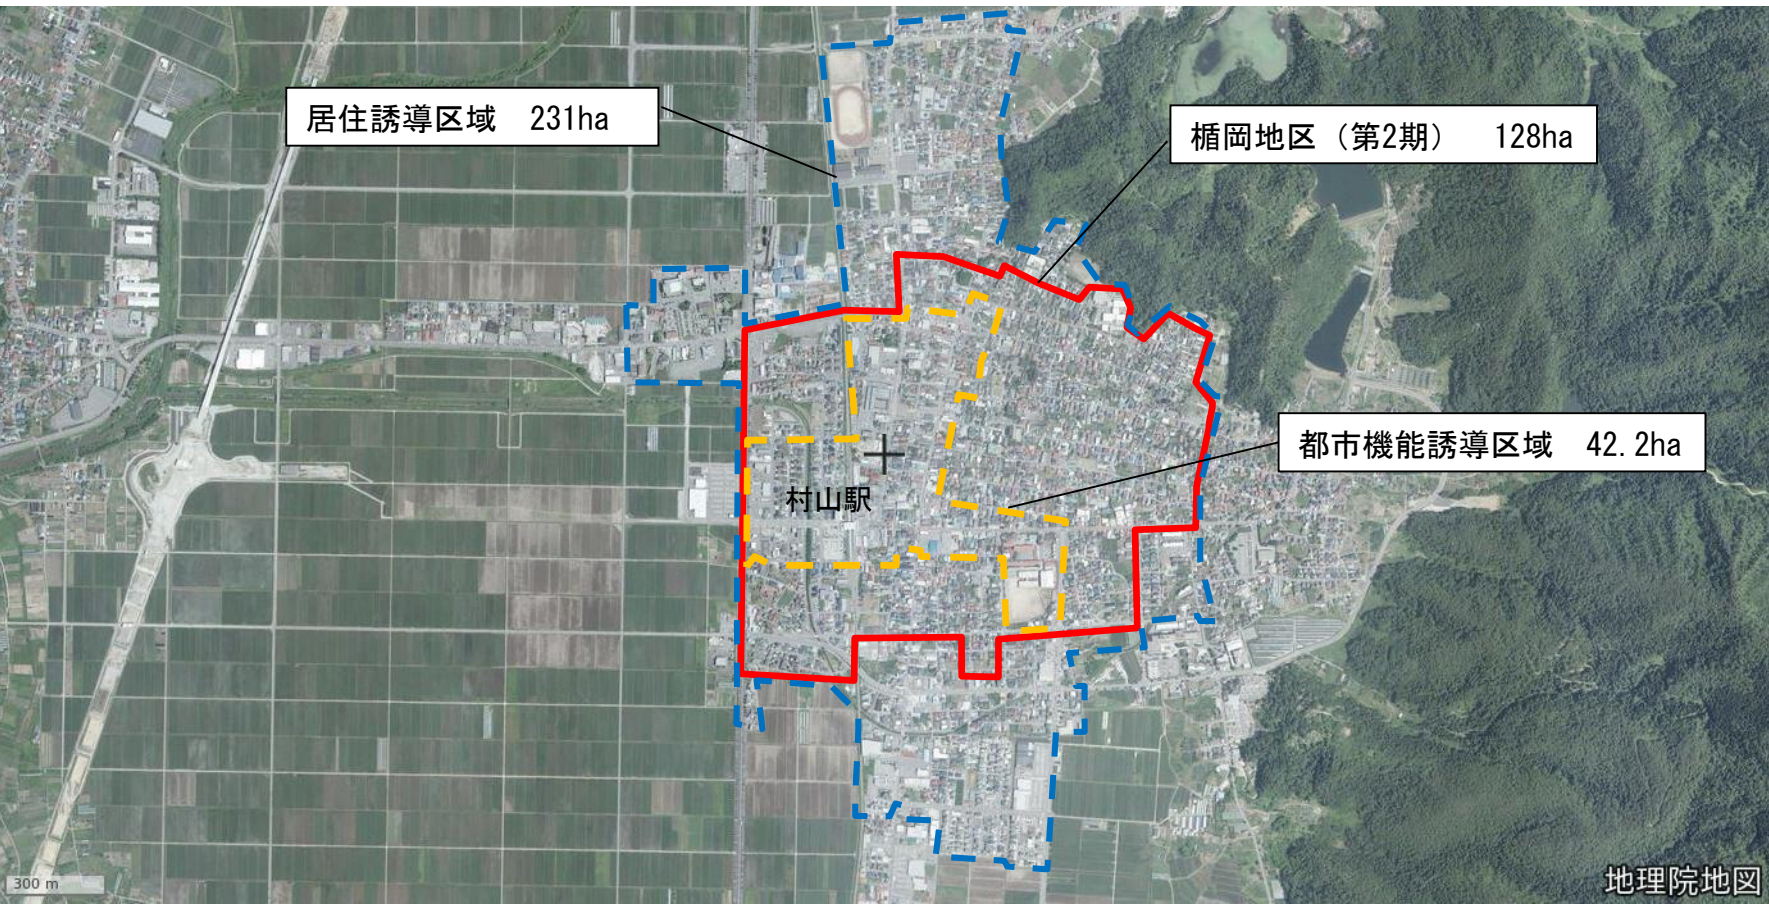 居住誘導区域　231ha
楯岡地区（第2期）　128ha
都市機能誘導区域　42.2ha
村山駅
300 m
地理院地図